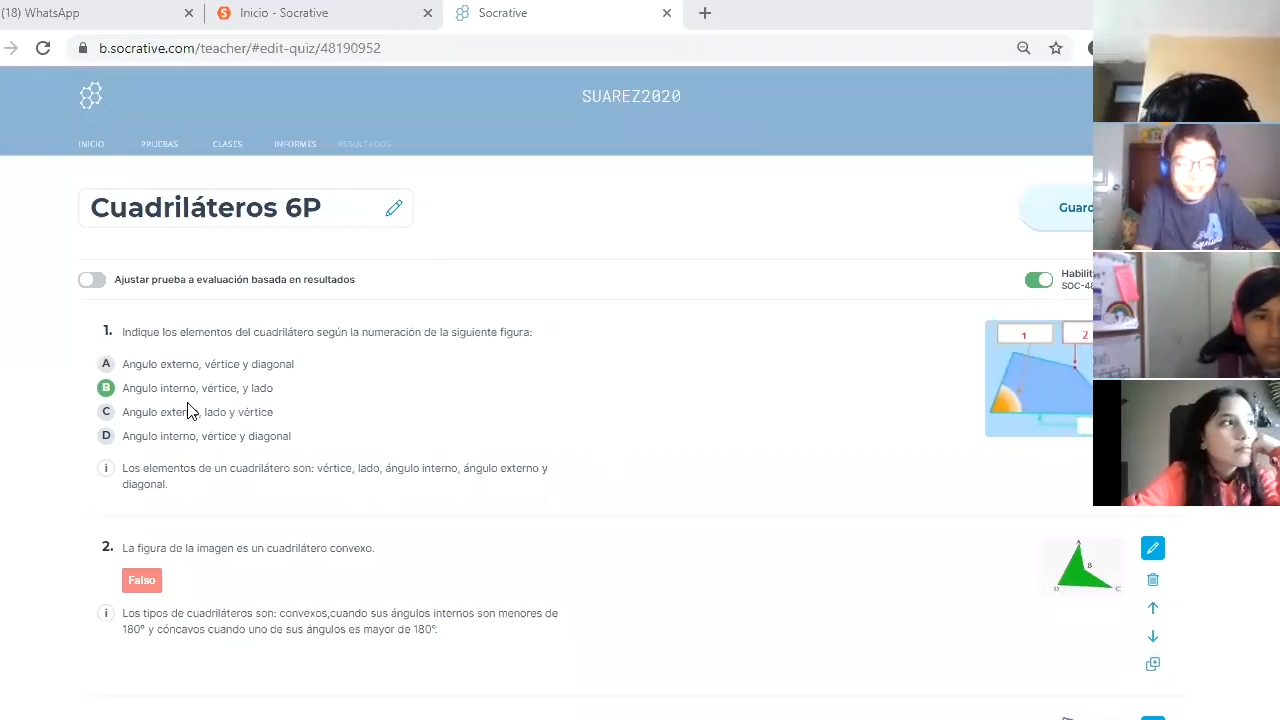 (18) WhatsApp
Inicio - Socrative
Socrative
b.socrative.com/teacher/#edit-quiz/48190952
SUAREZ2020
INICIO
PRUEBAS
CLASES
INFORMES
RESULTADOS
Cuadriláteros 6P
Guard
Ajustar prueba a evaluación basada en resultados
Habilit
SOC-48
1. Indique los elementos del cuadrilátero según la numeración de la siguiente figura:
1
2
A Angulo externo, vértice y diagonal
B Angulo interno, vértice, y lado
C Angulo externo, lado y vértice
D Angulo interno, vértice y diagonal
i Los elementos de un cuadrilátero son: vértice, lado, ángulo interno, ángulo externo y
diagonal.
2. La figura de la imagen es un cuadrilátero convexo.
A
B
D
C
Falso
i Los tipos de cuadriláteros son: convexos,cuando sus ángulos internos son menores de
180° y cóncavos cuando uno de sus ángulos es mayor de 180°.